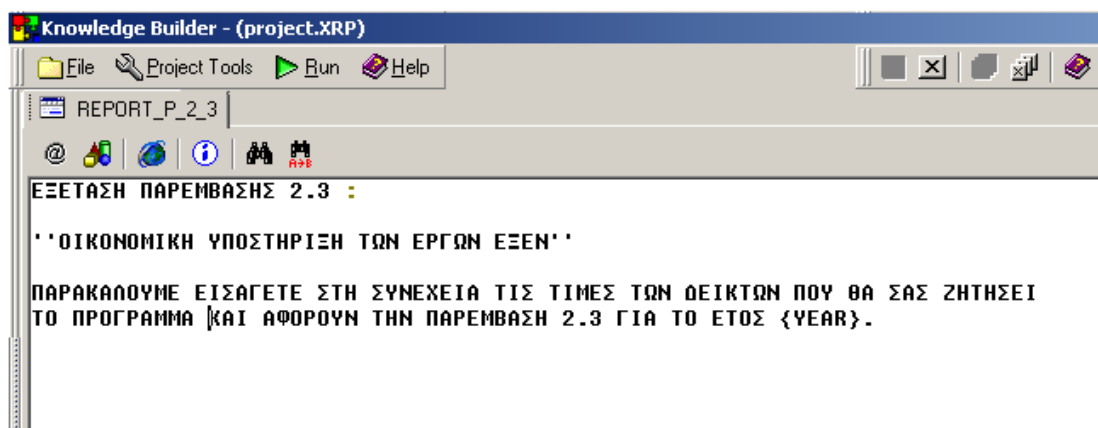 Knowledge Builder - (project.XRP)
File Project Tools Run Help
REPORT_P_2_3
@ A→B
ΕΞΕΤΑΣΗ ΠΑΡΕΜΒΑΣΗΣ 2.3 :
''ΟΙΚΟΝΟΜΙΚΗ ΥΠΟΣΤΗΡΙΞΗ ΤΩΝ ΕΡΓΩΝ ΕΞΕΝ''
ΠΑΡΑΚΑΛΟΥΜΕ ΕΙΣΑΓΕΤΕ ΣΤΗ ΣΥΝΕΧΕΙΑ ΤΙΣ ΤΙΜΕΣ ΤΩΝ ΔΕΙΚΤΩΝ ΠΟΥ ΘΑ ΣΑΣ ΖΗΤΗΣΕΙ
ΤΟ ΠΡΟΓΡΑΜΜΑ ΚΑΙ ΑΦΟΡΟΥΝ ΤΗΝ ΠΑΡΕΜΒΑΣΗ 2.3 ΓΙΑ ΤΟ ΕΤΟΣ {YEAR}.